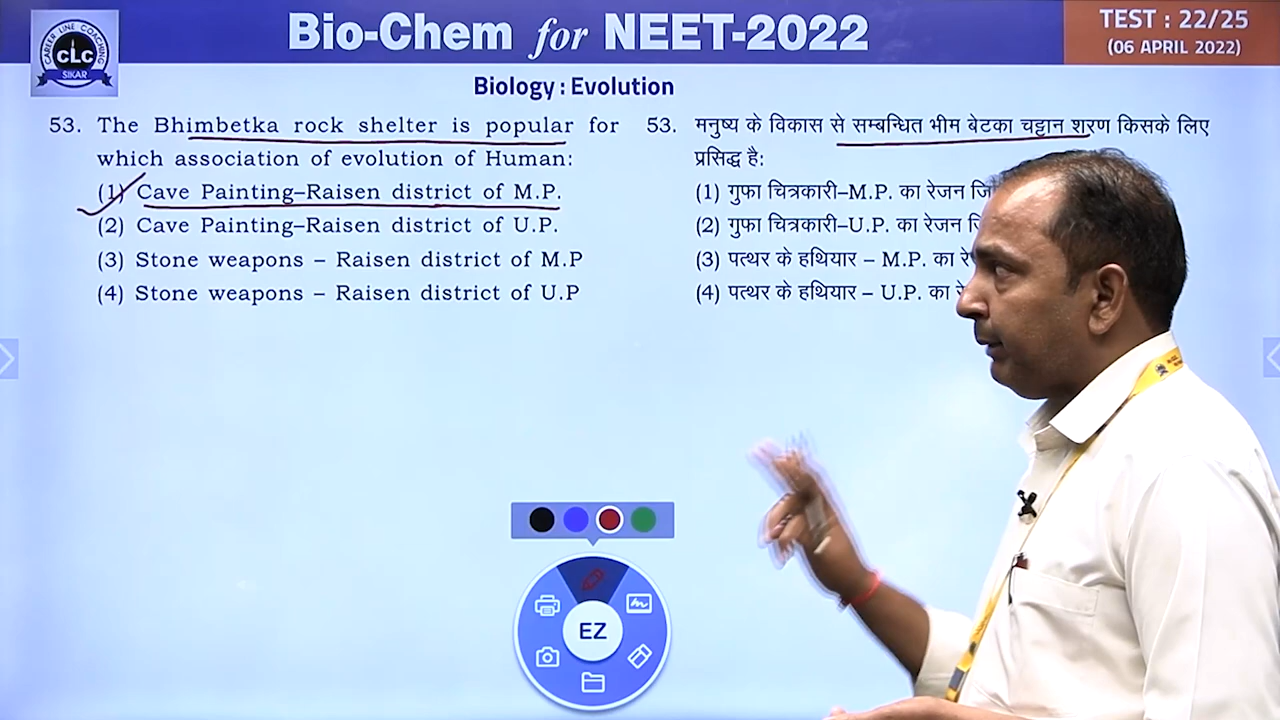 CAREER LINE COACHING
CLC
SIKAR
Bio-Chem for NEET-2022
TEST : 22/25
(06 APRIL 2022)
Biology : Evolution
53. The Bhimbetka rock shelter is popular for
which association of evolution of Human:
(1) Cave Painting–Raisen district of M.P.
(2) Cave Painting–Raisen district of U.P.
(3) Stone weapons – Raisen district of M.P
(4) Stone weapons – Raisen district of U.P
53. मनुष्य के विकास से सम्बन्धित भीम बेटका चट्टान शरण किसके लिए
प्रसिद्ध है:
(1) गुफा चित्रकारी–M.P. का रेजन
(2) गुफा चित्रकारी–U.P. का रेजन
(3) पत्थर के हथियार – M.P. का
(4) पत्थर के हथियार – U.P. का
EZ